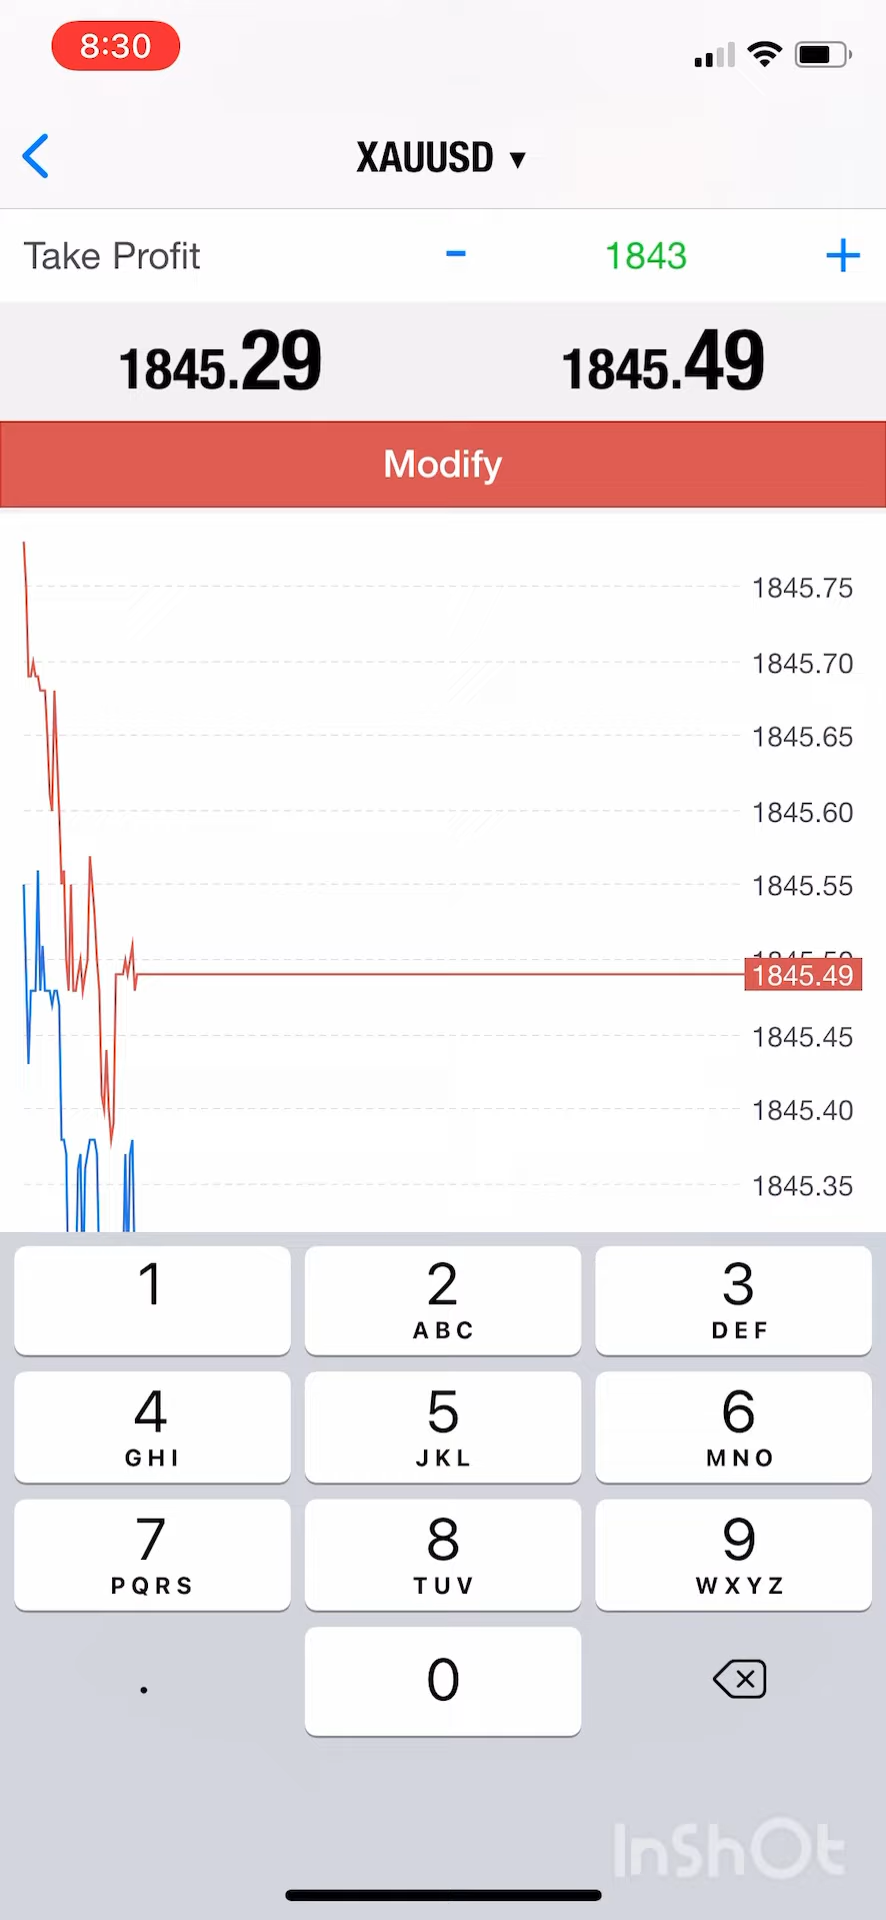 8:30
XAUUSD ▼
Take Profit - 1843 +
1845.29 1845.49
Modify
1845.75
1845.70
1845.65
1845.60
1845.55
1845.50
1845.49
1845.45
1845.40
1845.35
1 2 3
ABC DEF
4 5 6
GHI JKL MNO
7 8 9
PQRS TUV WXYZ
. 0
InShOt